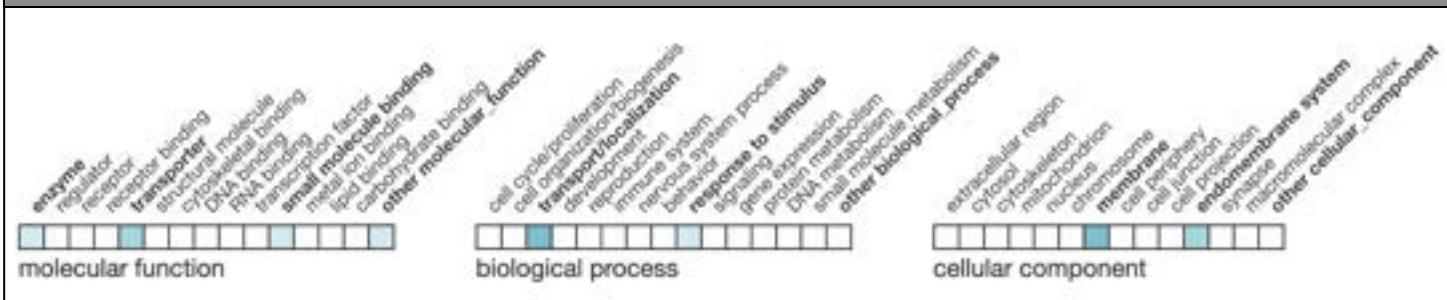 enzyme
regulator
receptor
receptor binding
transporter
structural molecule
cytoskeletal binding
DNA binding
RNA binding
transcription factor
small molecule binding
metal ion binding
lipid binding
carbohydrate binding
other molecular_function
molecular function
cell cycle/proliferation
cell organization/biogenesis
transport/localization
development
reproduction
immune system
nervous system process
behavior
response to stimulus
signaling
gene expression
protein metabolism
DNA metabolism
small molecule metabolism
other biological_process
biological process
extracellular region
cytosol
cytoskeleton
mitochondrion
nucleus
chromosome
membrane
cell periphery
cell junction
cell projection
endomembrane system
synapse
macromolecular complex
other cellular_component
cellular component